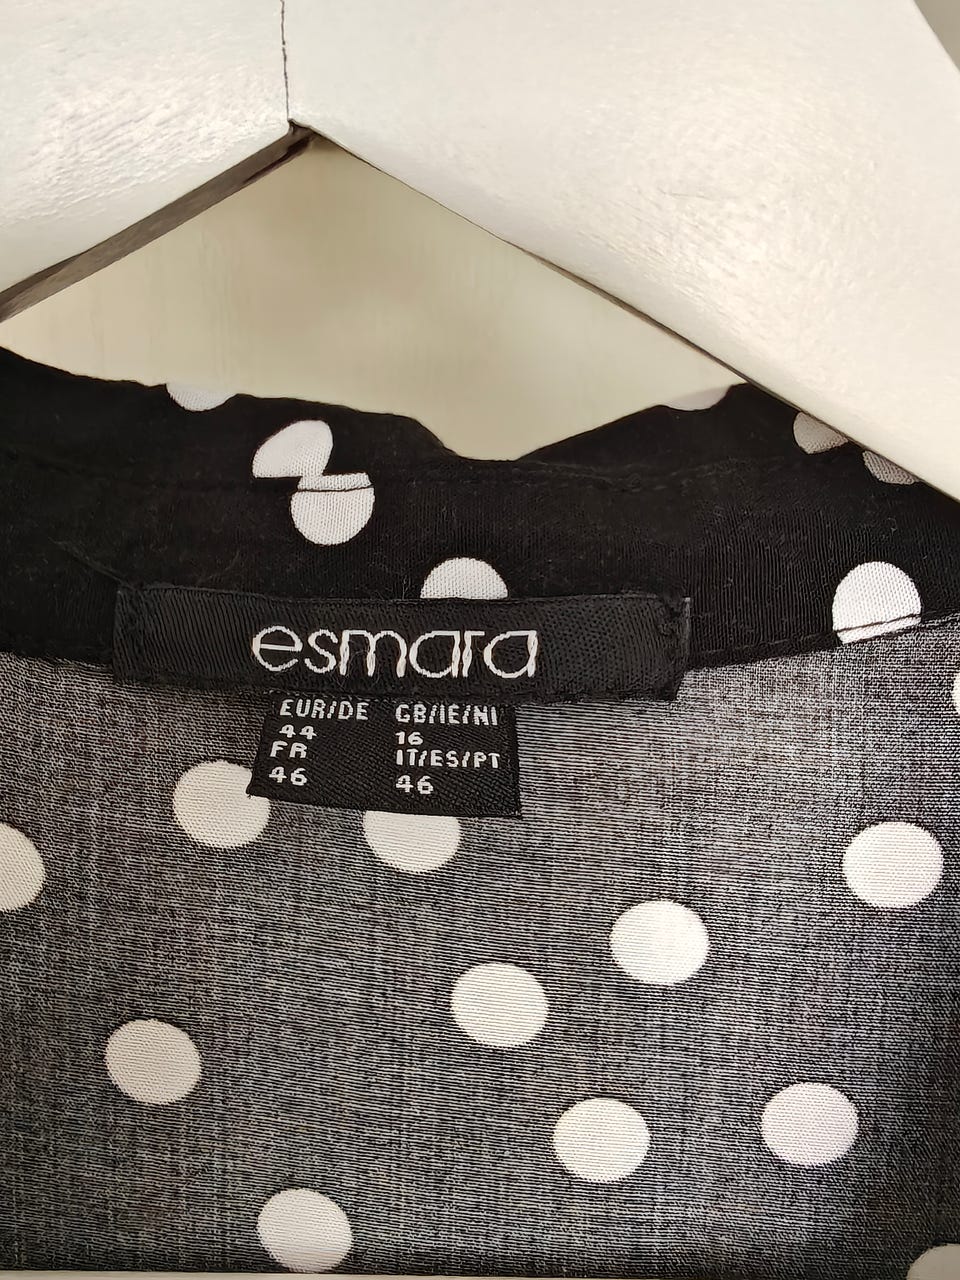 esmara
EUR/DE GB/IE/NI
44 16
FR IT/ES/PT
46 46